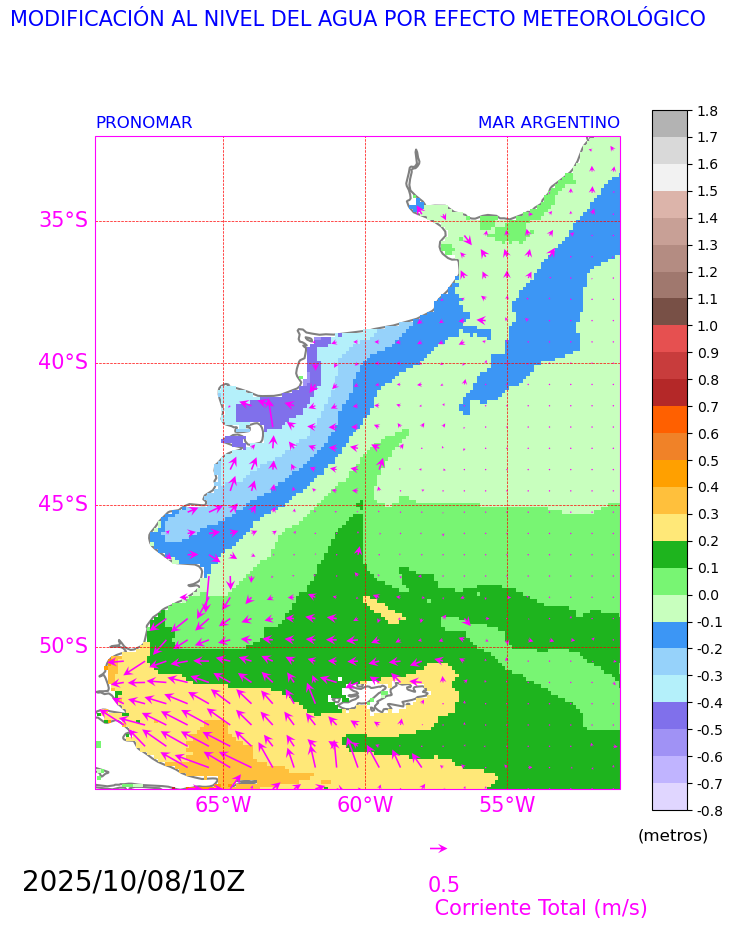 MODIFICACIÓN AL NIVEL DEL AGUA POR EFECTO METEOROLÓGICO
PRONOMAR
MAR ARGENTINO
35°S
40°S
45°S
50°S
65°W
60°W
55°W
1.8
1.7
1.6
1.5
1.4
1.3
1.2
1.1
1.0
0.9
0.8
0.7
0.6
0.5
0.4
0.3
0.2
0.1
0.0
-0.1
-0.2
-0.3
-0.4
-0.5
-0.6
-0.7
-0.8
(metros)
2025/10/08/10Z
0.5
Corriente Total (m/s)